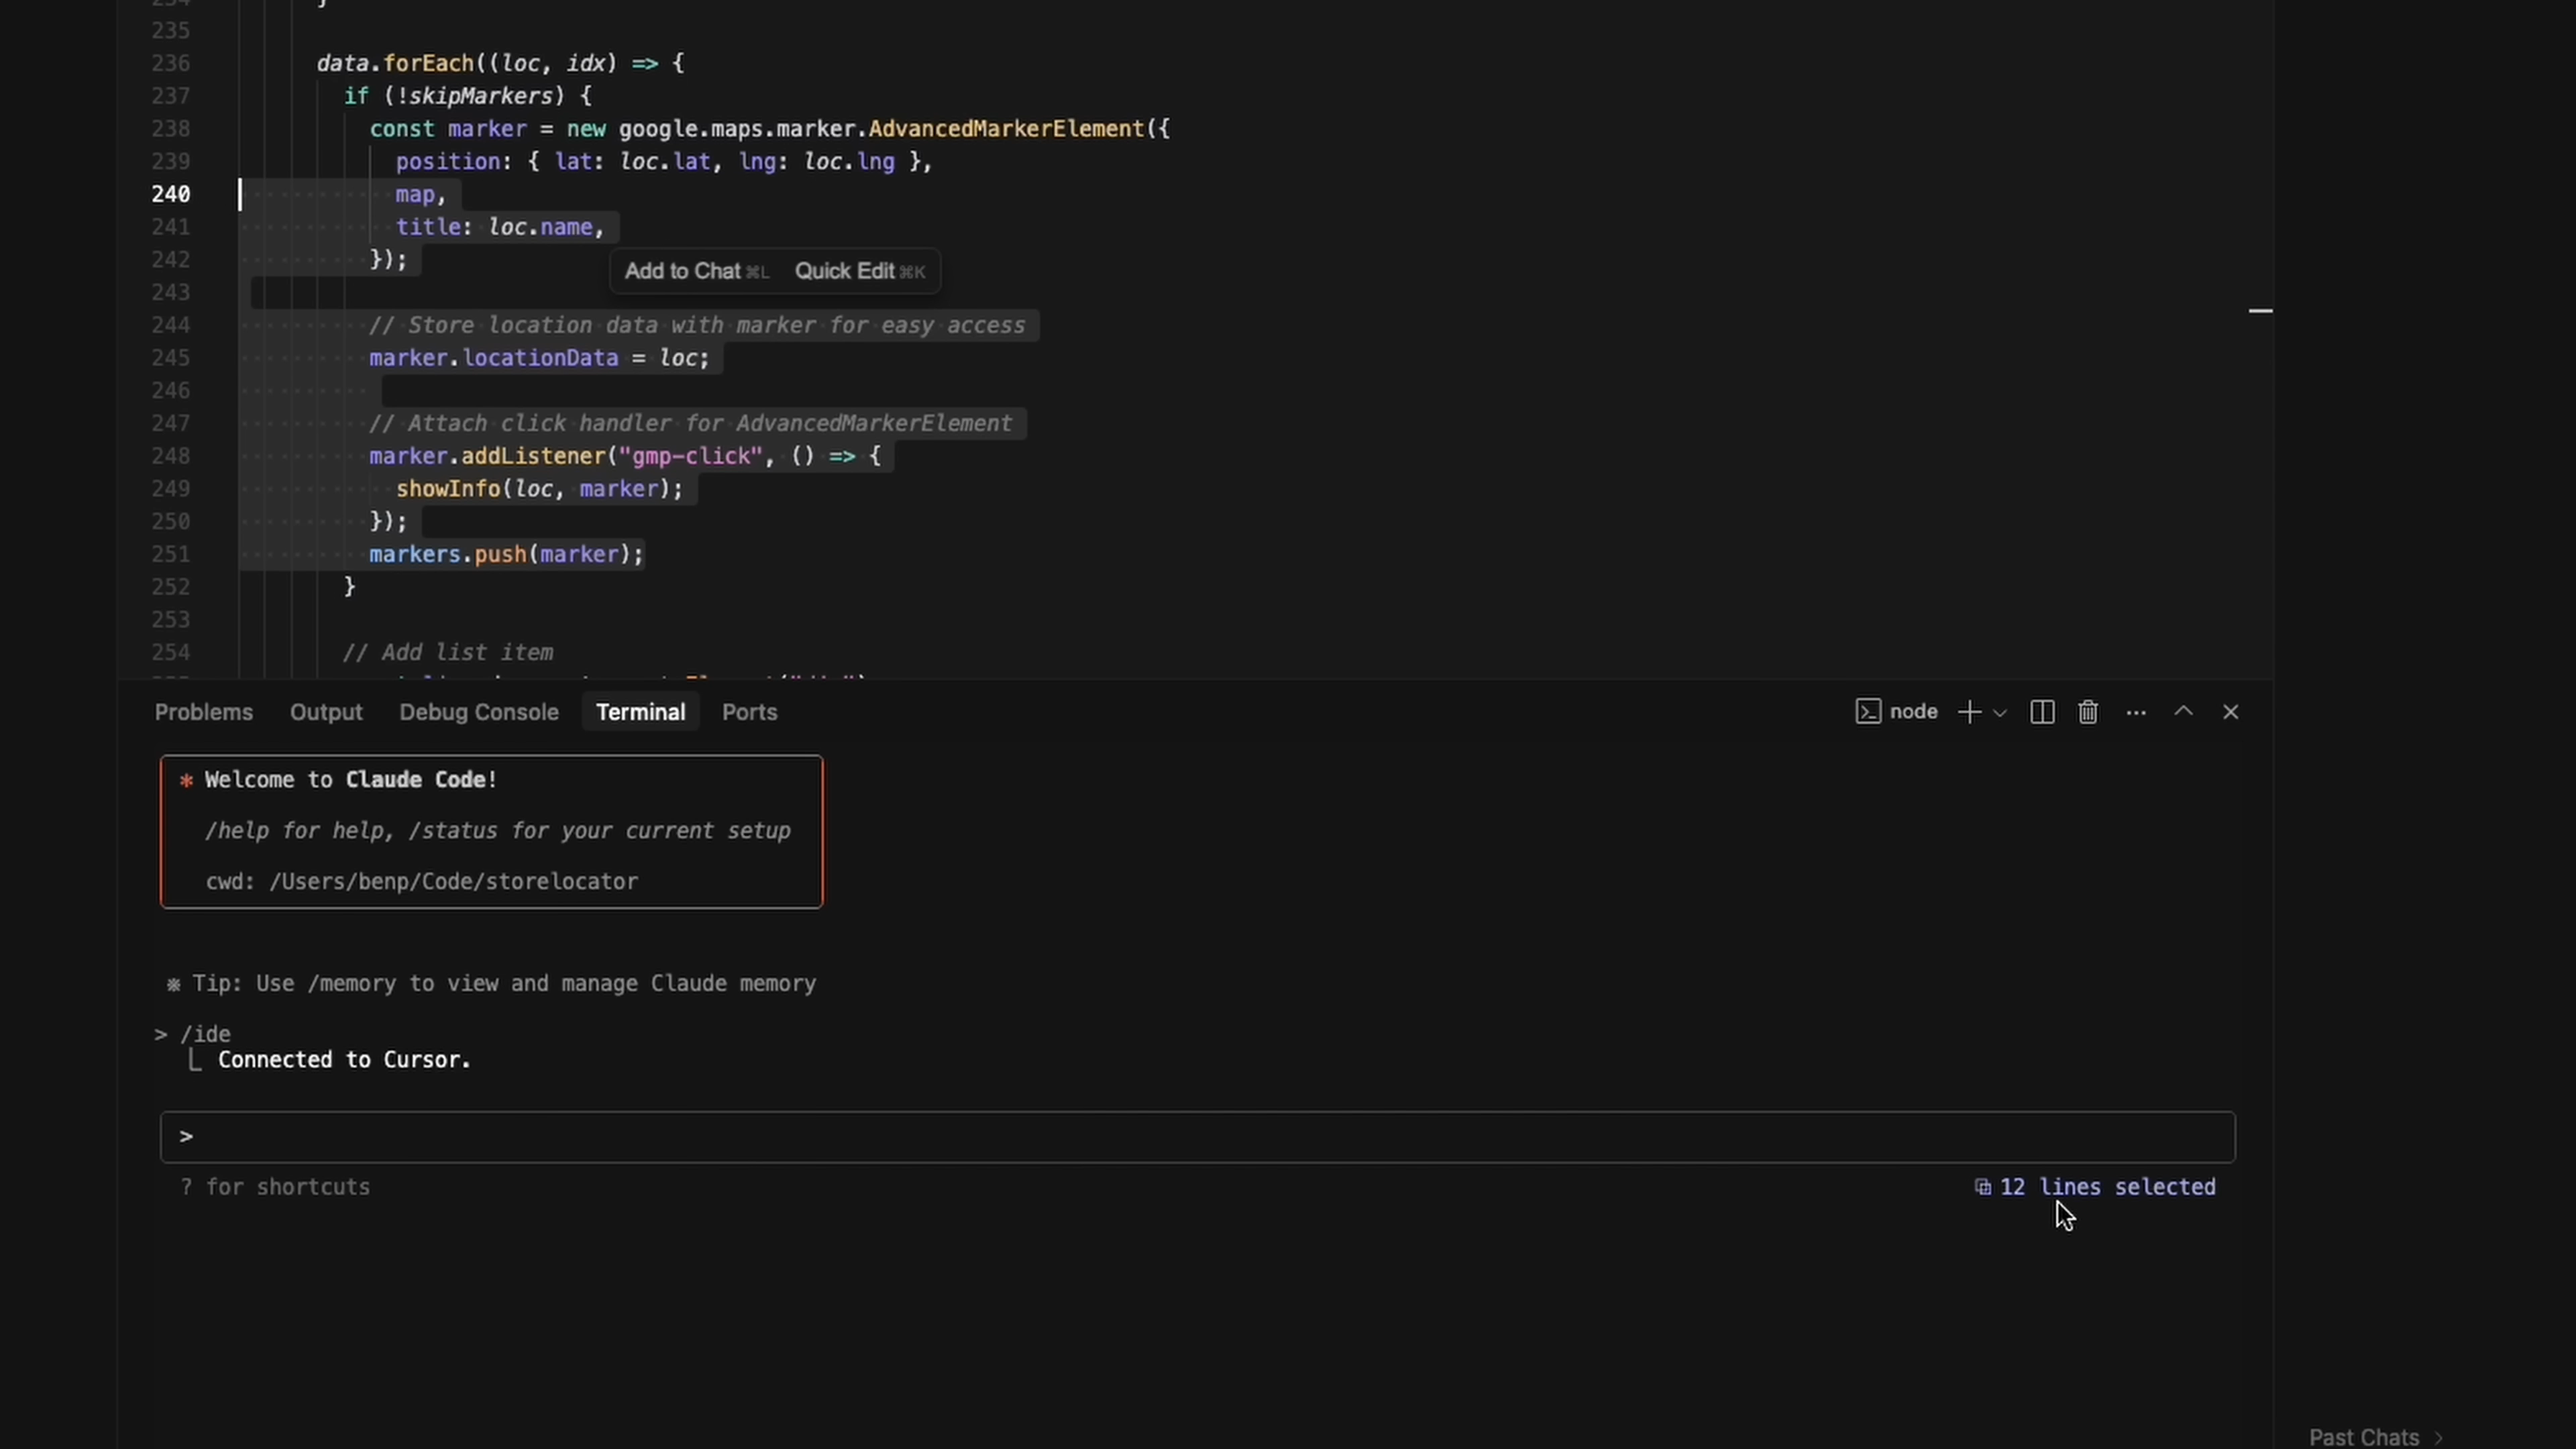 235
236 data.forEach((loc, idx) => {
237 if (!skipMarkers) {
238 const marker = new google.maps.marker.AdvancedMarkerElement({
239 position: { lat: loc.lat, lng: loc.lng },
240 map,
241 title: loc.name,
242 });
Add to Chat ⌘L Quick Edit ⌘K
243
244 // Store location data with marker for easy access
245 marker.locationData = loc;
246
247 // Attach click handler for AdvancedMarkerElement
248 marker.addListener("gmp-click", () => {
249 showInfo(loc, marker);
250 });
251 markers.push(marker);
252 }
253
254 // Add list item
Problems Output Debug Console Terminal Ports node
* Welcome to Claude Code!
/help for help, /status for your current setup
cwd: /Users/benp/Code/storelocator
※ Tip: Use /memory to view and manage Claude memory
> /ide
⎿ Connected to Cursor.
>
? for shortcuts ⧉ 12 lines selected
Past Chats >